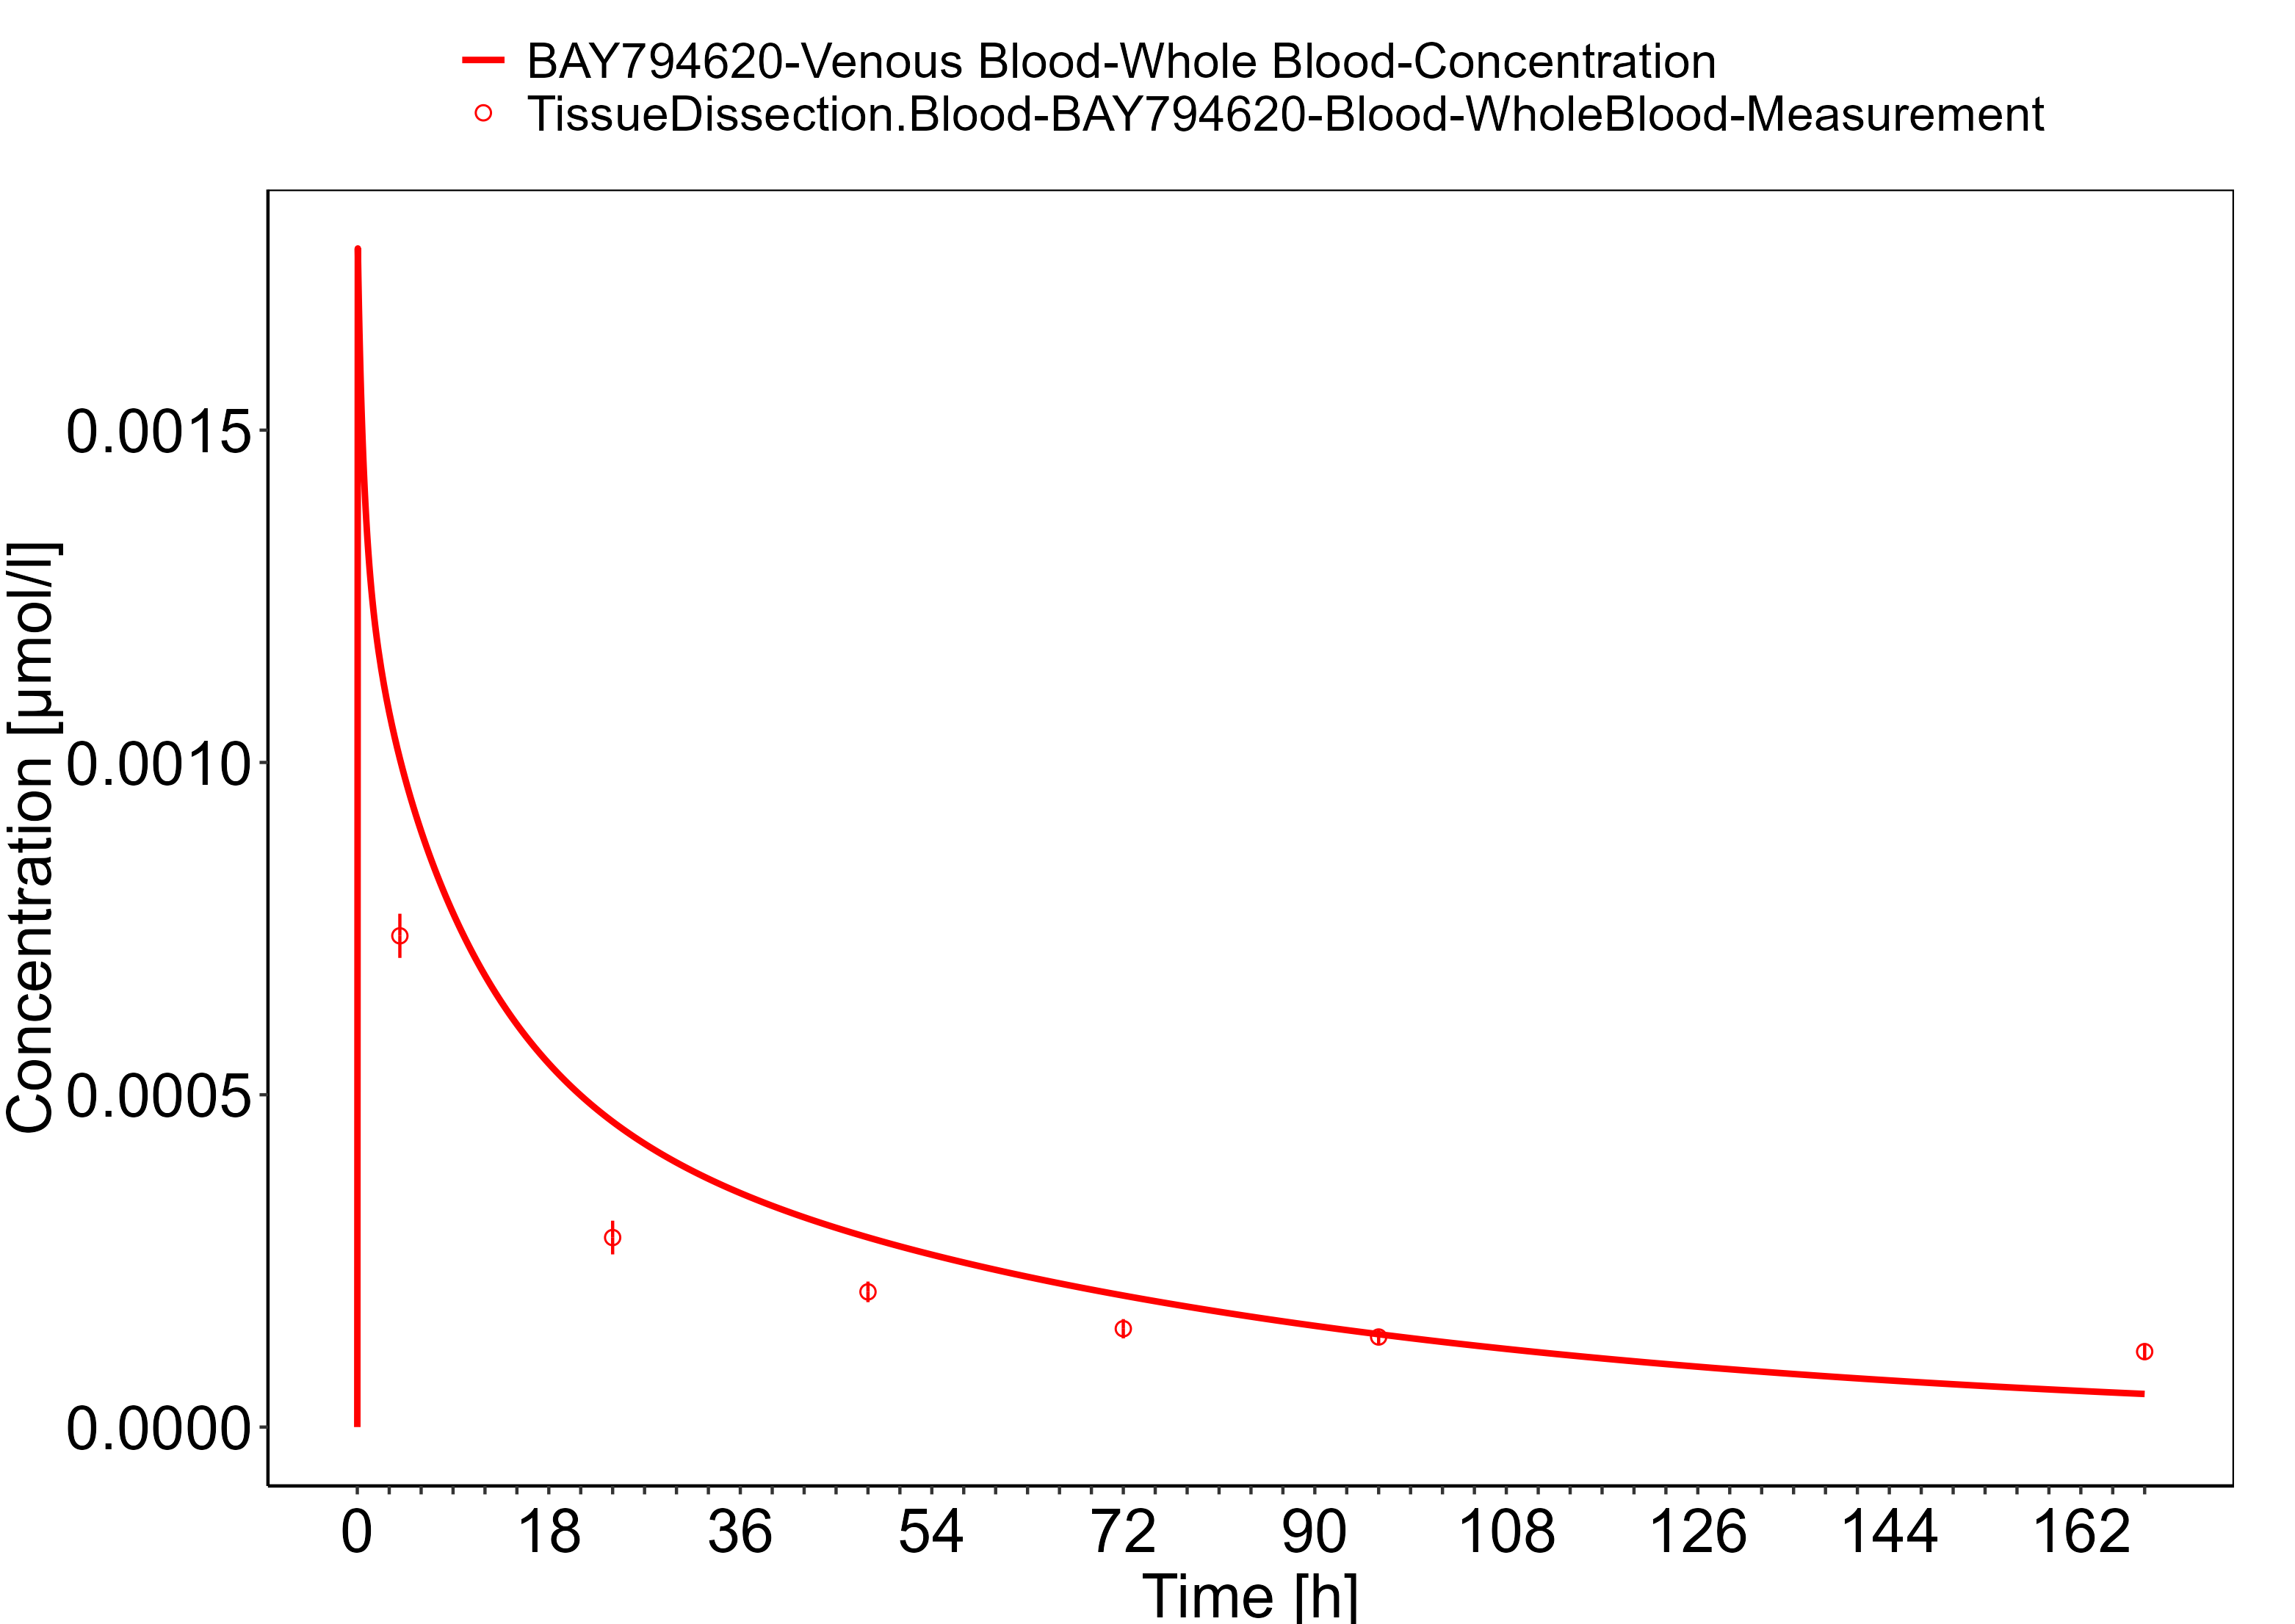 BAY794620-Venous Blood-Whole Blood-Concentration
TissueDissection.Blood-BAY794620-Blood-WholeBlood-Measurement
Concentration [µmol/l]
0.0015
0.0010
0.0005
0.0000
0 18 36 54 72 90 108 126 144 162
Time [h]